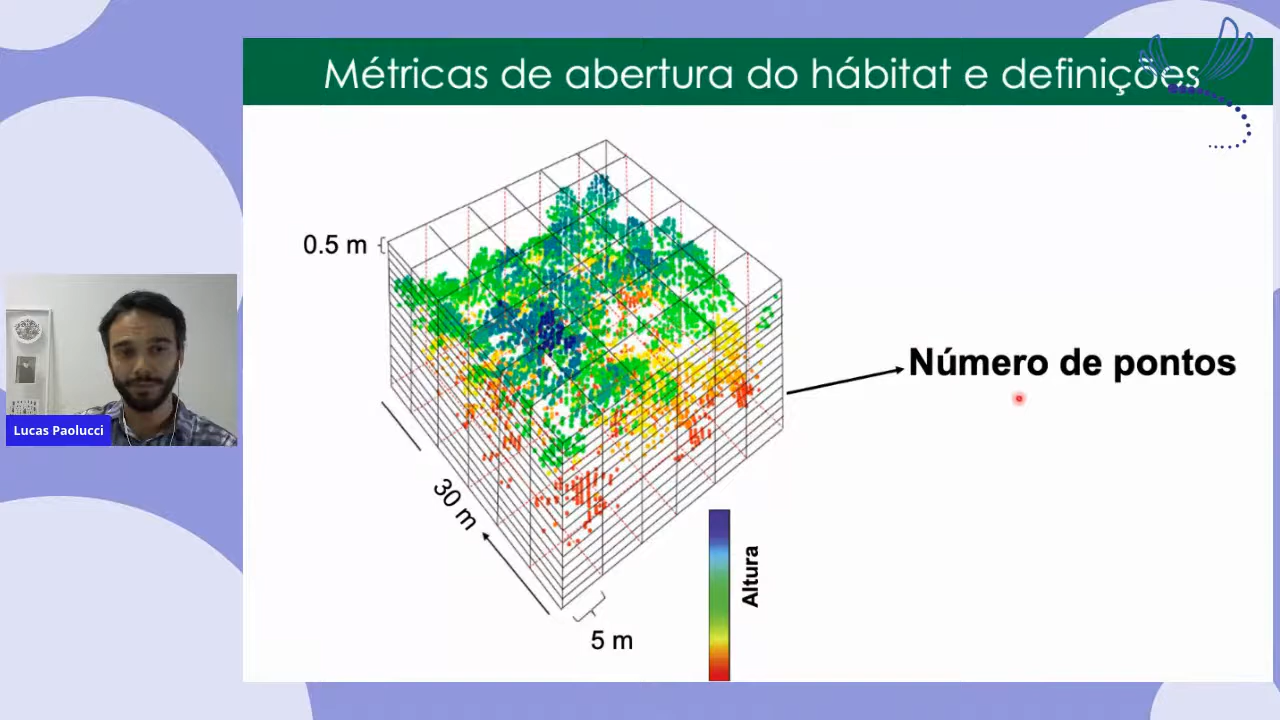 Métricas de abertura do hábitat e definições
0.5 m
Número de pontos
Lucas Paolucci
30 m
Altura
5 m